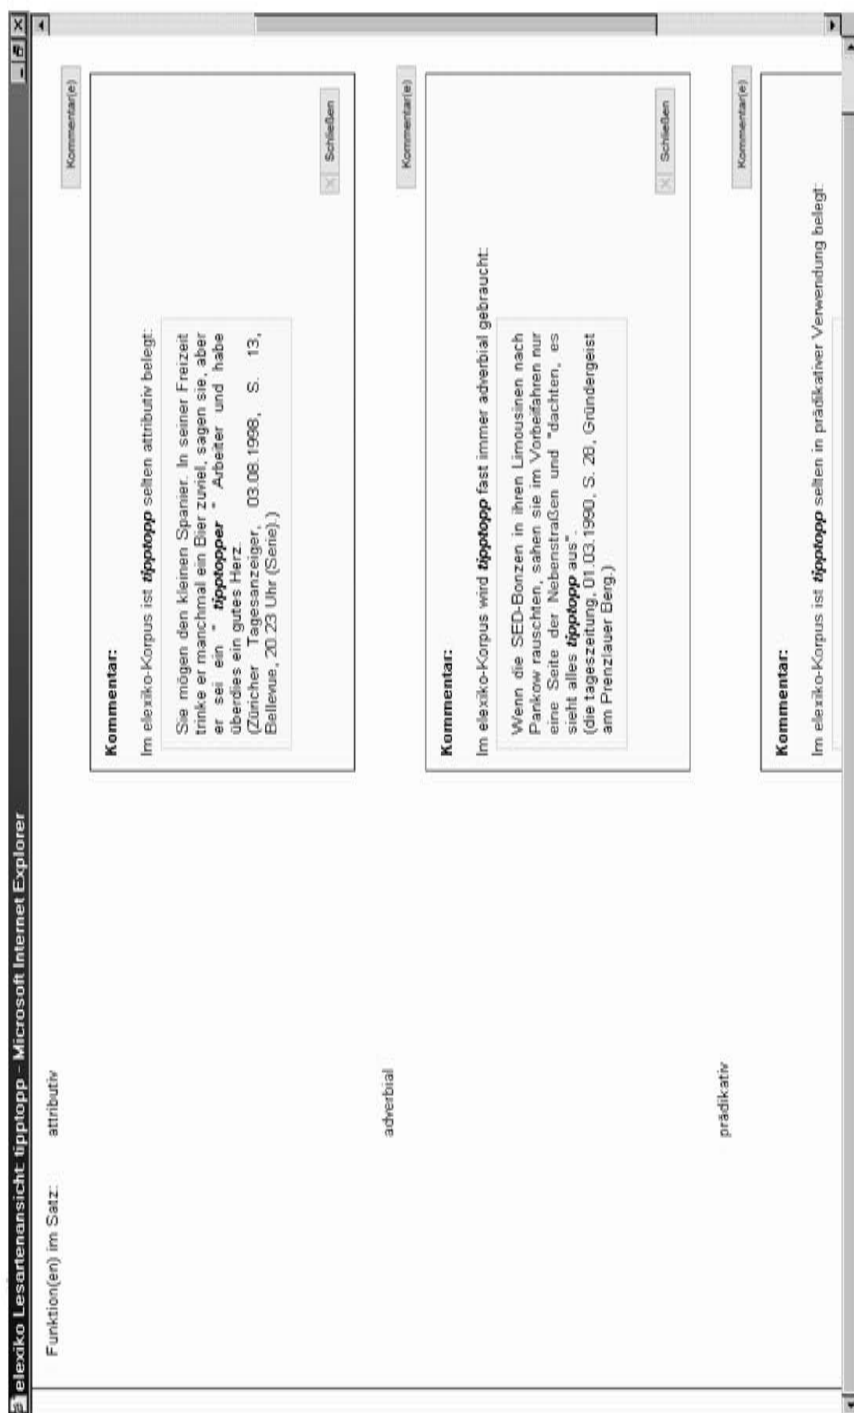 elexiko Lesartenansicht: tipptopp - Microsoft Internet Explorer
Funktion(en) im Satz:
attributiv
Kommentar(e)
Kommentar:
Im elexiko-Korpus ist tipptopp selten attributiv belegt:
Sie mögen den kleinen Spanier. In seiner Freizeit
trinke er manchmal ein Bier zuviel, sagen sie, aber
er sei ein " tipptopper " Arbeiter und habe
überdies ein gutes Herz.
(Züricher Tagesanzeiger, 03.08.1998, S. 13,
Bellevue, 20.23 Uhr (Serie).)
Schließen
adverbial
Kommentar(e)
Kommentar:
Im elexiko-Korpus wird tipptopp fast immer adverbial gebraucht:
Wenn die SED-Bonzen in ihren Limousinen nach
Pankow rauschten, sahen sie im Vorbeifahren nur
eine Seite der Nebenstraßen und "dachten, es
sieht alles tipptopp aus".
(die tageszeitung, 01.03.1990, S. 28, Gründergeist
am Prenzlauer Berg.)
Schließen
prädikativ
Kommentar(e)
Kommentar:
Im elexiko-Korpus ist tipptopp selten in prädikativer Verwendung belegt: